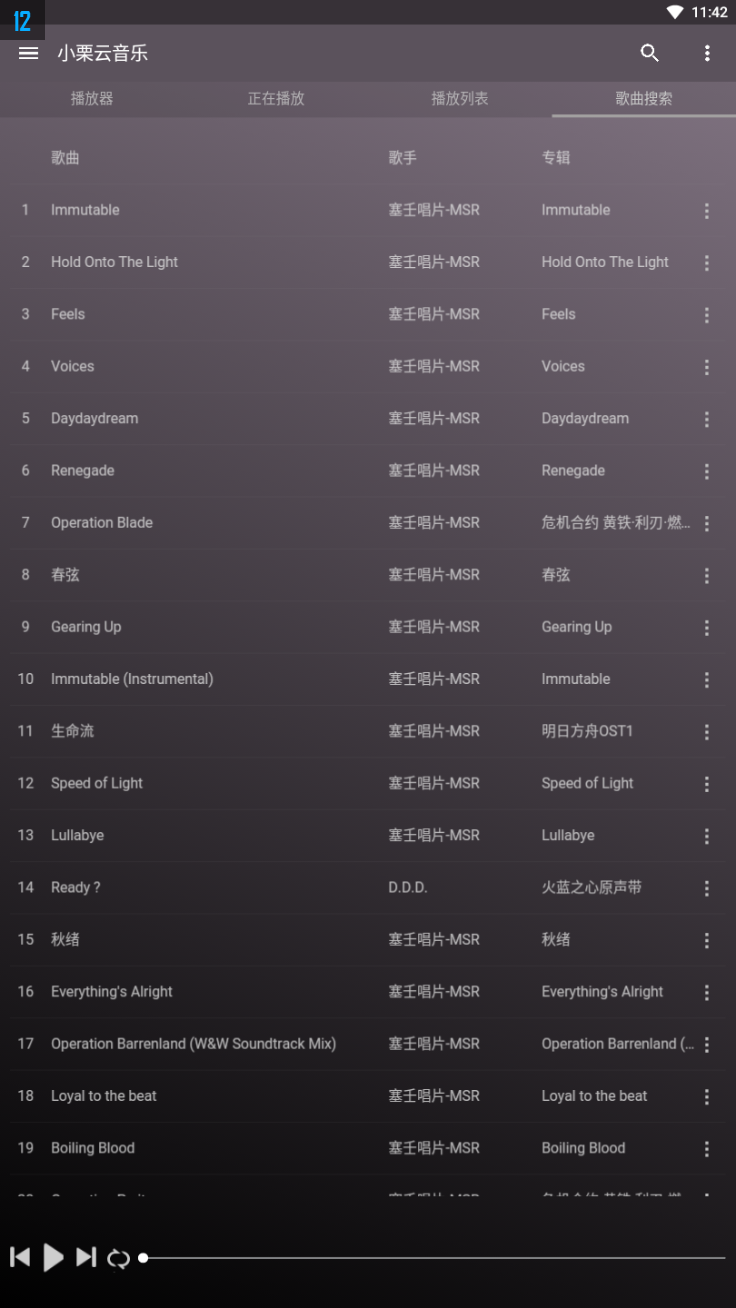 12
11:42
小栗云音乐
播放器 正在播放 播放列表 歌曲搜索
歌曲 歌手 专辑
1 Immutable 塞壬唱片-MSR Immutable
2 Hold Onto The Light 塞壬唱片-MSR Hold Onto The Light
3 Feels 塞壬唱片-MSR Feels
4 Voices 塞壬唱片-MSR Voices
5 Daydaydream 塞壬唱片-MSR Daydaydream
6 Renegade 塞壬唱片-MSR Renegade
7 Operation Blade 塞壬唱片-MSR 危机合约 黄铁·利刃·燃...
8 春弦 塞壬唱片-MSR 春弦
9 Gearing Up 塞壬唱片-MSR Gearing Up
10 Immutable (Instrumental) 塞壬唱片-MSR Immutable
11 生命流 塞壬唱片-MSR 明日方舟OST1
12 Speed of Light 塞壬唱片-MSR Speed of Light
13 Lullabye 塞壬唱片-MSR Lullabye
14 Ready？ D.D.D. 火蓝之心原声带
15 秋绪 塞壬唱片-MSR 秋绪
16 Everything's Alright 塞壬唱片-MSR Everything's Alright
17 Operation Barrenland (W&W Soundtrack Mix) 塞壬唱片-MSR Operation Barrenland (...
18 Loyal to the beat 塞壬唱片-MSR Loyal to the beat
19 Boiling Blood 塞壬唱片-MSR Boiling Blood